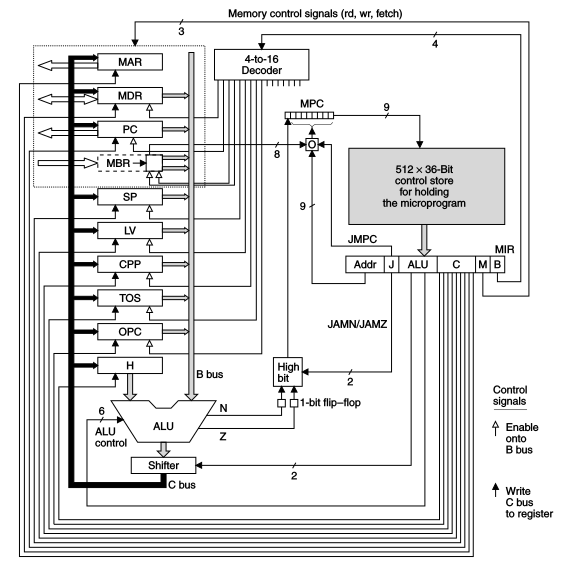 Memory control signals (rd, wr, fetch)
3
4
MAR
4-to-16
Decoder
MDR
MPC
9
PC
8
O
MBR
512 × 36-Bit
control store
for holding
the microprogram
SP
9
LV
JMPC
MIR
CPP
Addr
J
ALU
C
M
B
TOS
JAMN/JAMZ
OPC
H
B bus
High
bit
2
Control
signals
6
N
1-bit flip–flop
ALU
control
ALU
Z
Enable
onto
B bus
Shifter
2
C bus
Write
C bus
to register